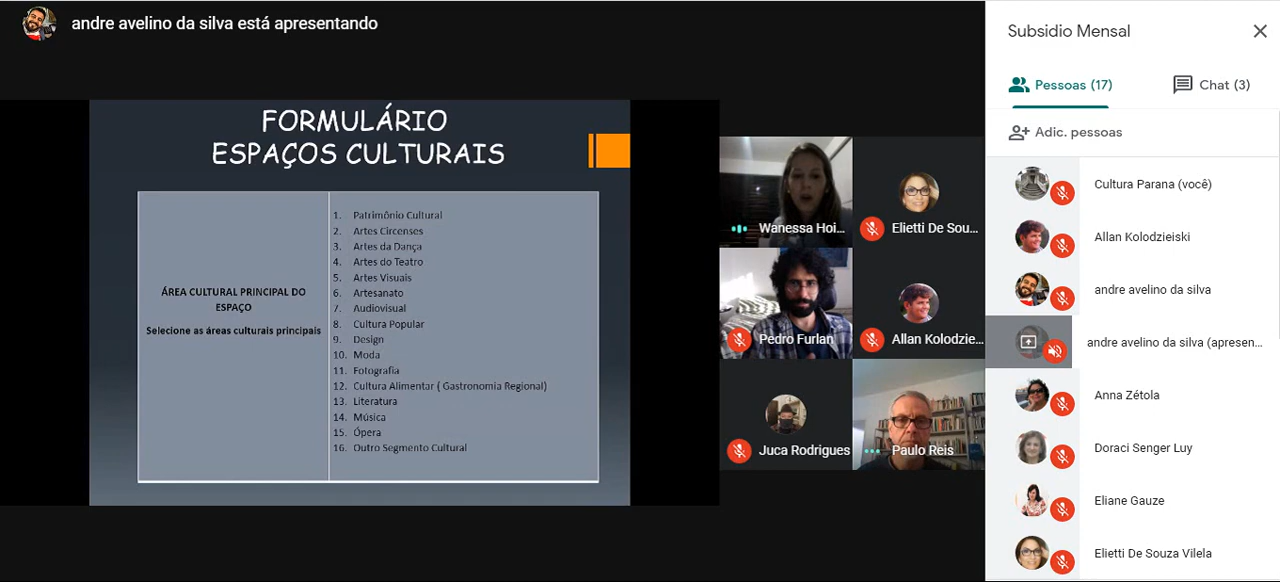 andre avelino da silva está apresentando
FORMULÁRIO
ESPAÇOS CULTURAIS
ÁREA CULTURAL PRINCIPAL DO
ESPAÇO
Selecione as áreas culturais principais
1. Patrimônio Cultural
2. Artes Circenses
3. Artes da Dança
4. Artes do Teatro
5. Artes Visuais
6. Artesanato
7. Audiovisual
8. Cultura Popular
9. Design
10. Moda
11. Fotografia
12. Cultura Alimentar ( Gastronomia Regional)
13. Literatura
14. Música
15. Ópera
16. Outro Segmento Cultural
Wanessa Hoi...
Elietti De Sou...
Pedro Furlan
Allan Kolodzie...
Juca Rodrigues
Paulo Reis
Subsidio Mensal
Pessoas (17)
Chat (3)
Adic. pessoas
Cultura Parana (você)
Allan Kolodzieiski
andre avelino da silva
andre avelino da silva (apresen...
Anna Zétola
Doraci Senger Luy
Eliane Gauze
Elietti De Souza Vilela